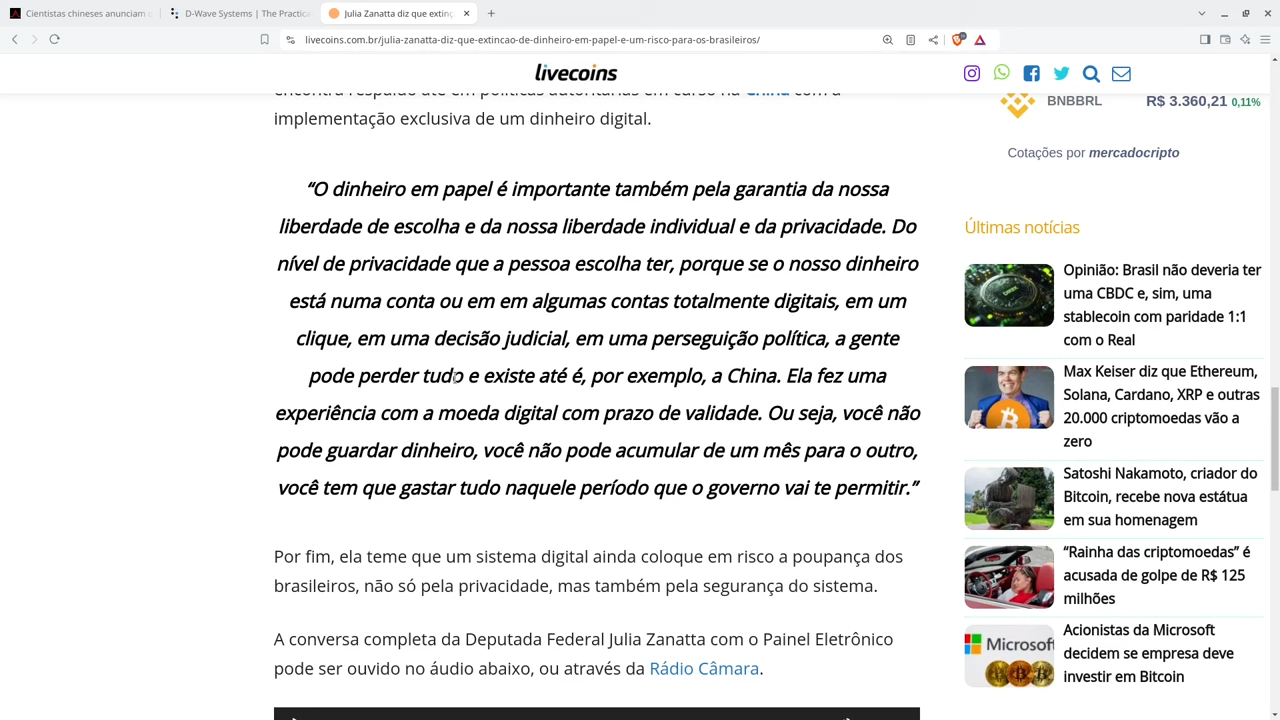 Cientistas chineses anunciam
D-Wave Systems | The Practica
Julia Zanatta diz que extinç
livecoins.com.br/julia-zanatta-diz-que-extincao-de-dinheiro-em-papel-e-um-risco-para-os-brasileiros/
livecoins
encontra respaldo até em políticas autoritárias em curso na China com a
implementação exclusiva de um dinheiro digital.
“O dinheiro em papel é importante também pela garantia da nossa
liberdade de escolha e da nossa liberdade individual e da privacidade. Do
nível de privacidade que a pessoa escolha ter, porque se o nosso dinheiro
está numa conta ou em em algumas contas totalmente digitais, em um
clique, em uma decisão judicial, em uma perseguição política, a gente
pode perder tudo e existe até é, por exemplo, a China. Ela fez uma
experiência com a moeda digital com prazo de validade. Ou seja, você não
pode guardar dinheiro, você não pode acumular de um mês para o outro,
você tem que gastar tudo naquele período que o governo vai te permitir.”
Por fim, ela teme que um sistema digital ainda coloque em risco a poupança dos
brasileiros, não só pela privacidade, mas também pela segurança do sistema.
A conversa completa da Deputada Federal Julia Zanatta com o Painel Eletrônico
pode ser ouvido no áudio abaixo, ou através da Rádio Câmara.
BNBBRL R$ 3.360,21 0,11%
Cotações por mercadocripto
Últimas notícias
Opinião: Brasil não deveria ter
uma CBDC e, sim, uma
stablecoin com paridade 1:1
com o Real
Max Keiser diz que Ethereum,
Solana, Cardano, XRP e outras
20.000 criptomoedas vão a
zero
Satoshi Nakamoto, criador do
Bitcoin, recebe nova estátua
em sua homenagem
“Rainha das criptomoedas” é
acusada de golpe de R$ 125
milhões
Microsoft
Acionistas da Microsoft
decidem se empresa deve
investir em Bitcoin